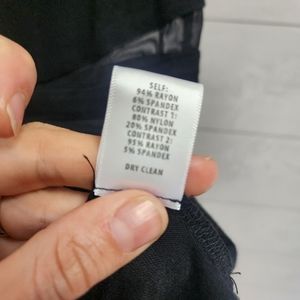 SELF:
94% RAYON
6% SPANDEX
CONTRAST 1:
80% NYLON
20% SPANDEX
CONTRAST 2:
95% RAYON
5% SPANDEX
DRY CLEAN